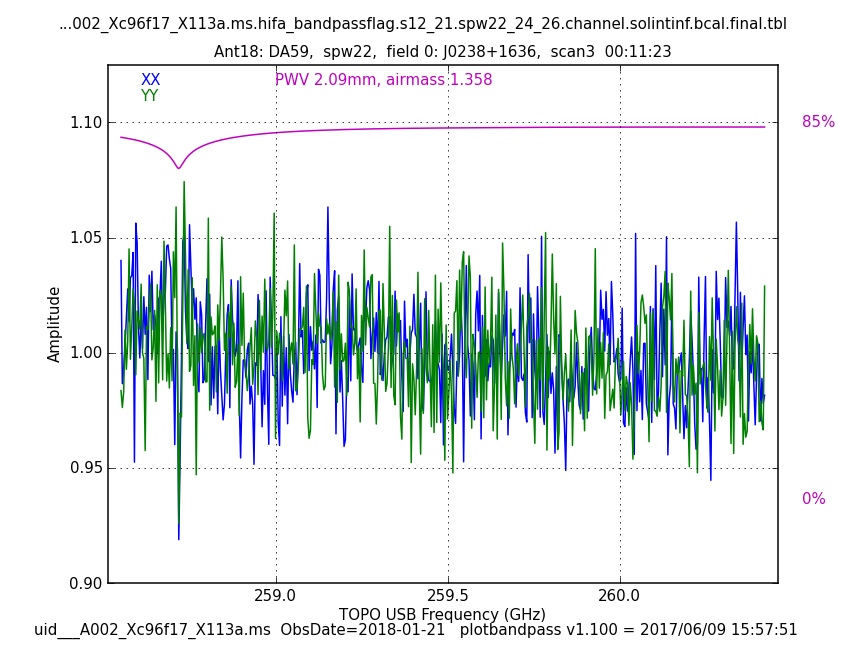 ...002_Xc96f17_X113a.ms.hifa_bandpassflag.s12_21.spw22_24_26.channel.solintinf.bcal.final.tbl
Ant18: DA59,  spw22,  field 0: J0238+1636,  scan3  00:11:23
XX
PWV 2.09mm, airmass 1.358
YY
1.10
85%
1.05
Amplitude
1.00
0.95
0%
0.90
259.0
259.5
260.0
TOPO USB Frequency (GHz)
uid___A002_Xc96f17_X113a.ms  ObsDate=2018-01-21   plotbandpass v1.100 = 2017/06/09 15:57:51